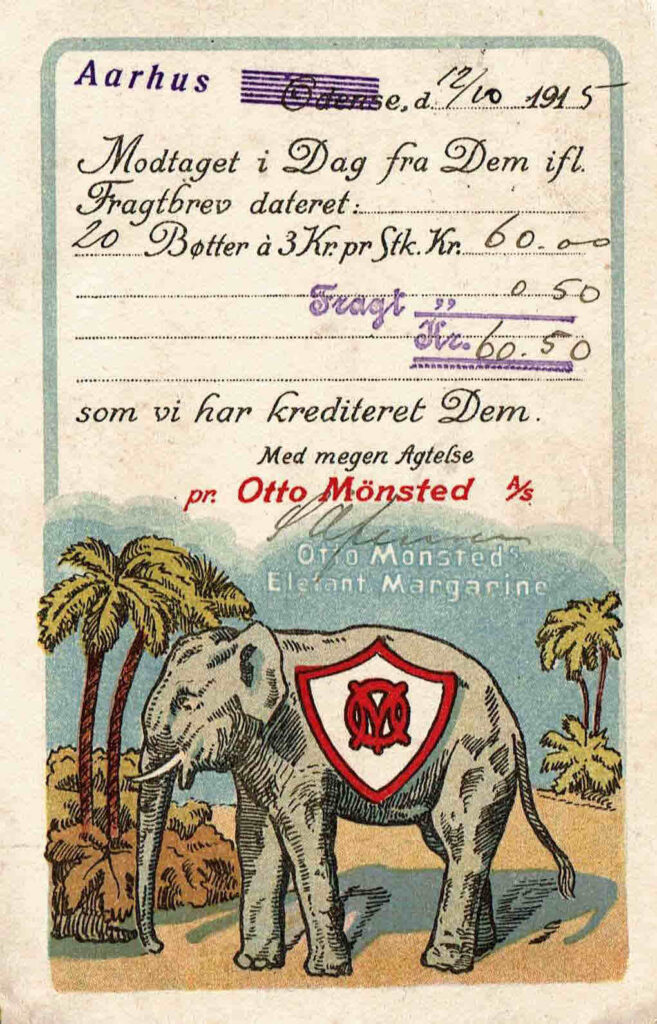 Aarhus Odense, d. 12/10 1915
Modtaget i Dag fra Dem ifl.
Fragtbrev dateret:
20 Bøtter à 3 Kr. pr Stk. Kr. 60.00
Fragt „ 0 50
Kr. 60.50
som vi har krediteret Dem.
Med megen Agtelse
pr. Otto Mönsted A/S
Otto Mönsted's
Elefant Margarine
OM